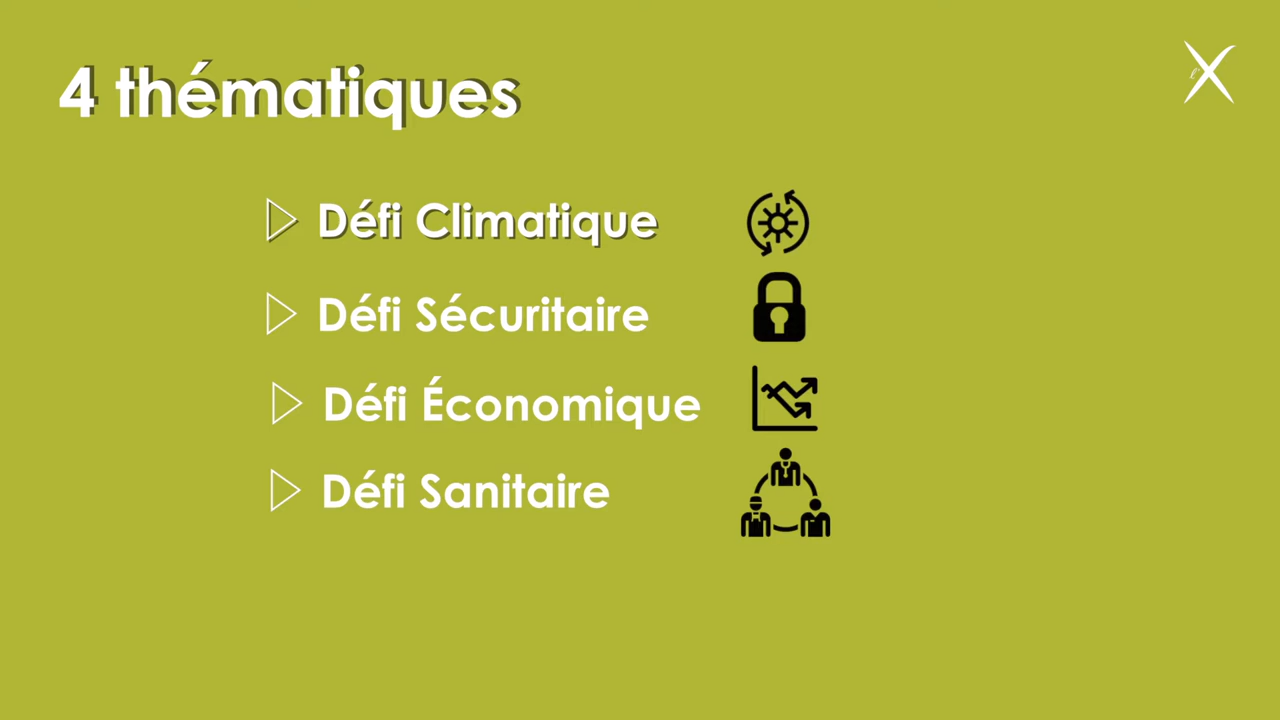 4 thématiques
l'X
Défi Climatique
Défi Sécuritaire
Défi Économique
Défi Sanitaire